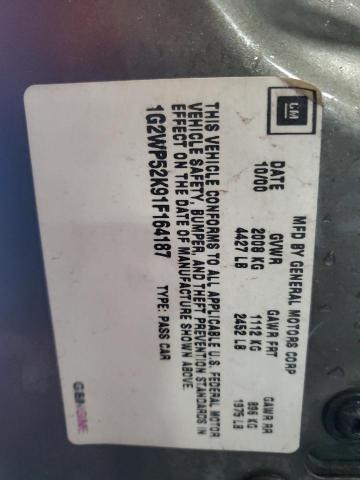 GM
MFD BY GENERAL MOTORS CORP
DATE GVWR GAWR FRT GAWR RR
10/00 2008 KG 1112 KG 896 KG
4427 LB 2452 LB 1975 LB
THIS VEHICLE CONFORMS TO ALL APPLICABLE U.S. FEDERAL MOTOR
VEHICLE SAFETY, BUMPER, AND THEFT PREVENTION STANDARDS IN
EFFECT ON THE DATE OF MANUFACTURE SHOWN ABOVE.
1G2WP52K91F164187 TYPE: PASS CAR